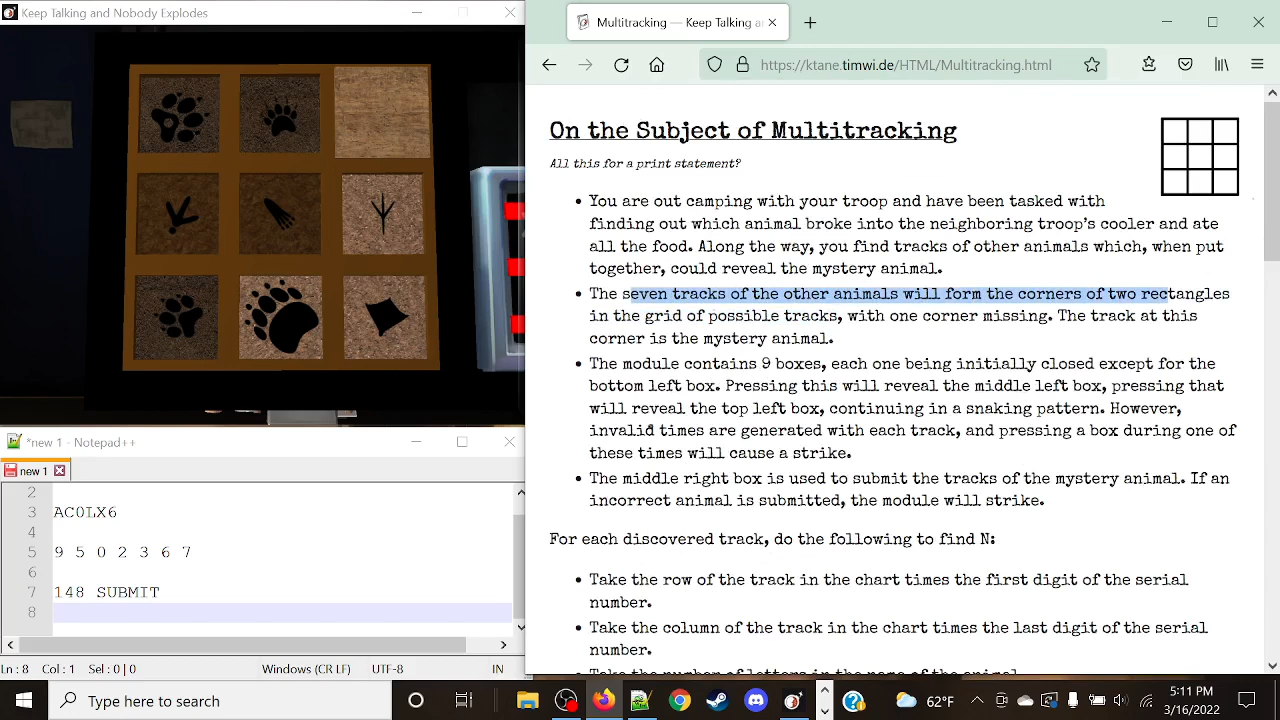 Keep Talking and Nobody Explodes
Multitracking — Keep Talking a
https://ktane.timwi.de/HTML/Multitracking.html
On the Subject of Multitracking
All this for a print statement?
• You are out camping with your troop and have been tasked with
finding out which animal broke into the neighboring troop's cooler and ate
all the food. Along the way, you find tracks of other animals which, when put
together, could reveal the mystery animal.
• The seven tracks of the other animals will form the corners of two rectangles
in the grid of possible tracks, with one corner missing. The track at this
corner is the mystery animal.
• The module contains 9 boxes, each one being initially closed except for the
bottom left box. Pressing this will reveal the middle left box, pressing that
will reveal the top left box, continuing in a snaking pattern. However,
invalid times are generated with each track, and pressing a box during one of
these times will cause a strike.
• The middle right box is used to submit the tracks of the mystery animal. If an
incorrect animal is submitted, the module will strike.
For each discovered track, do the following to find N:
• Take the row of the track in the chart times the first digit of the serial
number.
• Take the column of the track in the chart times the last digit of the serial
number.
• Take the number of letters in the name of the animal.
*new 1 - Notepad++
new 1
2
3 AC0LX6
4
5 9 5 0 2 3 6 7
6
7 148 SUBMIT
8
Ln : 8 Col : 1 Sel : 0 | 0 Windows (CR LF) UTF-8 IN
Type here to search
62°F
5:11 PM
3/16/2022